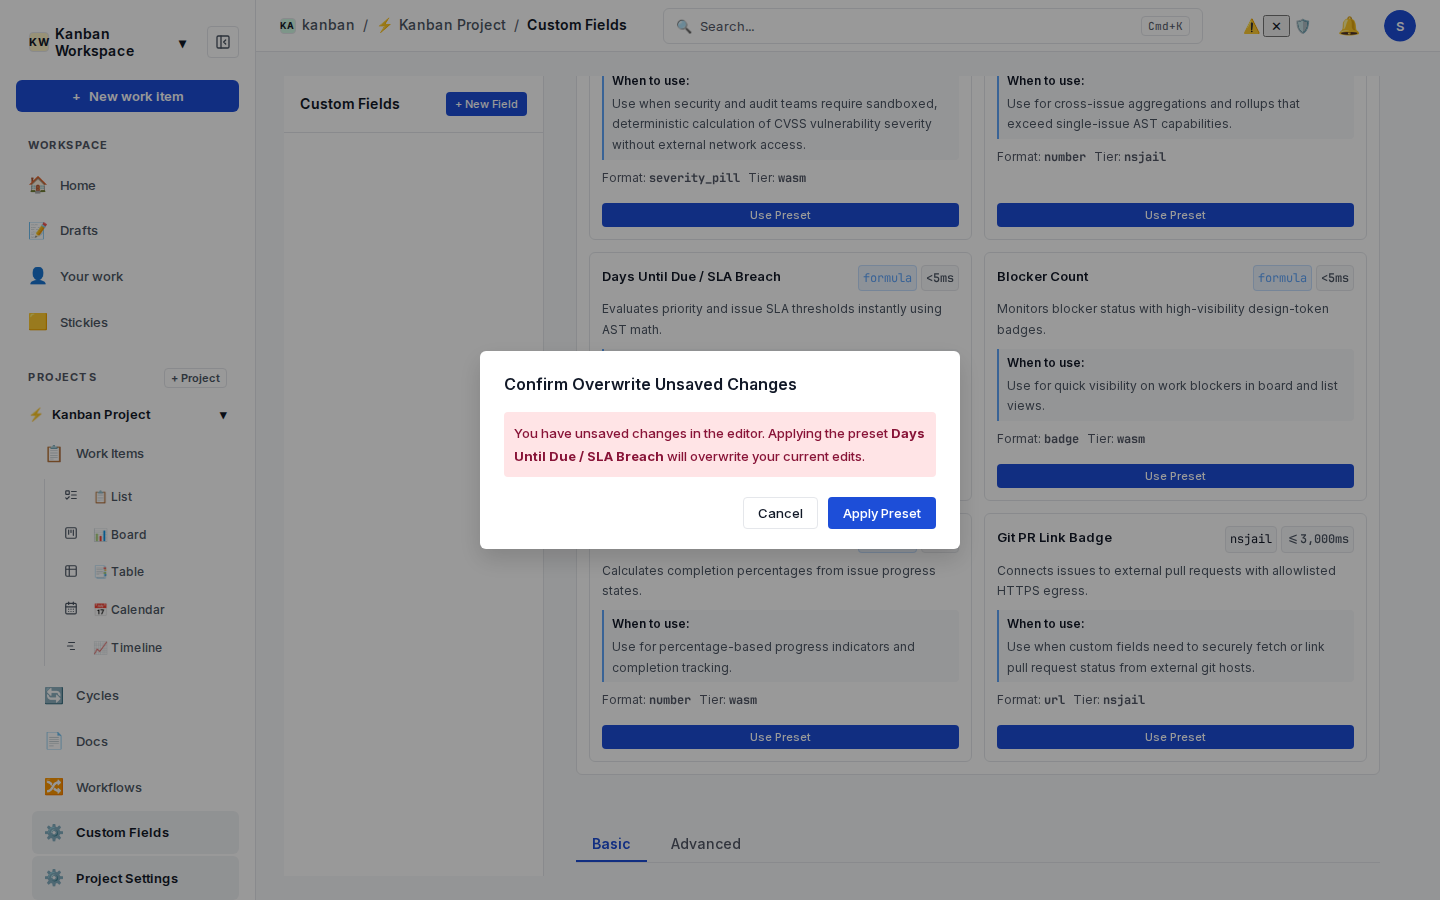 KW Kanban Workspace ▼
+ New work item
WORKSPACE
Home
Drafts
Your work
Stickies
PROJECTS + Project
Kanban Project ▼
Work Items
List
Board
Table
Calendar
Timeline
Cycles
Docs
Workflows
Custom Fields
Project Settings
KA kanban / Kanban Project / Custom Fields
Search... Cmd+K
S
Custom Fields + New Field
When to use:
Use when security and audit teams require sandboxed,
deterministic calculation of CVSS vulnerability severity
without external network access.
Format: severity_pill Tier: wasm
Use Preset
When to use:
Use for cross-issue aggregations and rollups that
exceed single-issue AST capabilities.
Format: number Tier: nsjail
Use Preset
Days Until Due / SLA Breach formula <5ms
Evaluates priority and issue SLA thresholds instantly using
AST math.
Blocker Count formula <5ms
Monitors blocker status with high-visibility design-token
badges.
When to use:
Use for quick visibility on work blockers in board and list
views.
Format: badge Tier: wasm
Use Preset
Confirm Overwrite Unsaved Changes
You have unsaved changes in the editor. Applying the preset Days
Until Due / SLA Breach will overwrite your current edits.
Cancel Apply Preset
Calculates completion percentages from issue progress
states.
When to use:
Use for percentage-based progress indicators and
completion tracking.
Format: number Tier: wasm
Use Preset
Git PR Link Badge nsjail ≤3,000ms
Connects issues to external pull requests with allowlisted
HTTPS egress.
When to use:
Use when custom fields need to securely fetch or link
pull request status from external git hosts.
Format: url Tier: nsjail
Use Preset
Basic Advanced